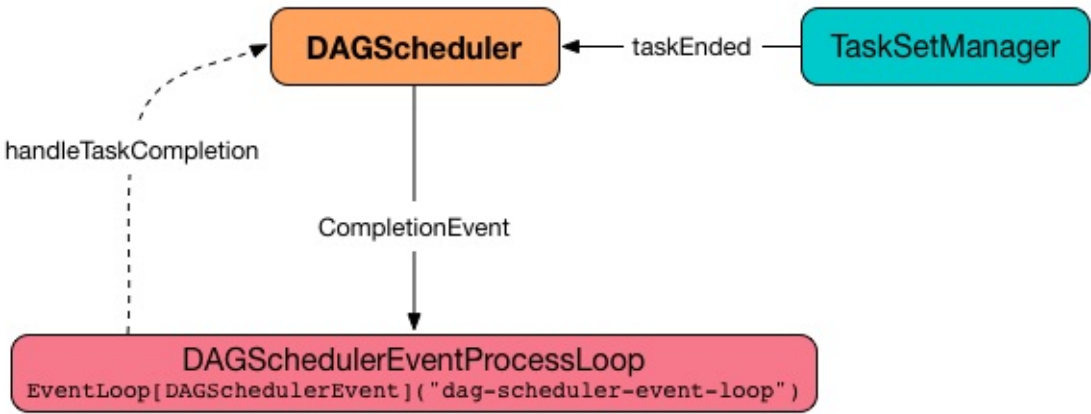 DAGScheduler
taskEnded
TaskSetManager
handleTaskCompletion
CompletionEvent
DAGSchedulerEventProcessLoop
EventLoop[DAGSchedulerEvent]("dag-scheduler-event-loop")